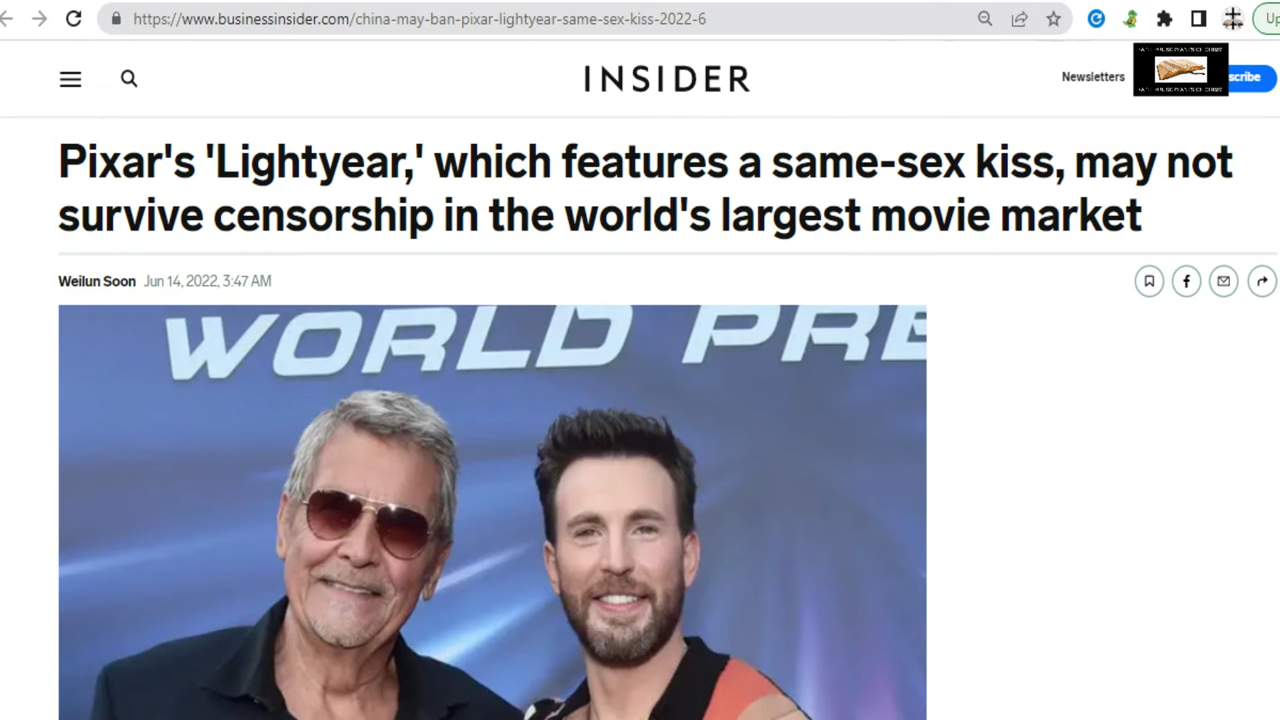 https://www.businessinsider.com/china-may-ban-pixar-lightyear-same-sex-kiss-2022-6
Up
INSIDER
Newsletters
scribe
Pixar's 'Lightyear,' which features a same-sex kiss, may not
survive censorship in the world's largest movie market
Weilun Soon Jun 14, 2022, 3:47 AM
WORLD PRE